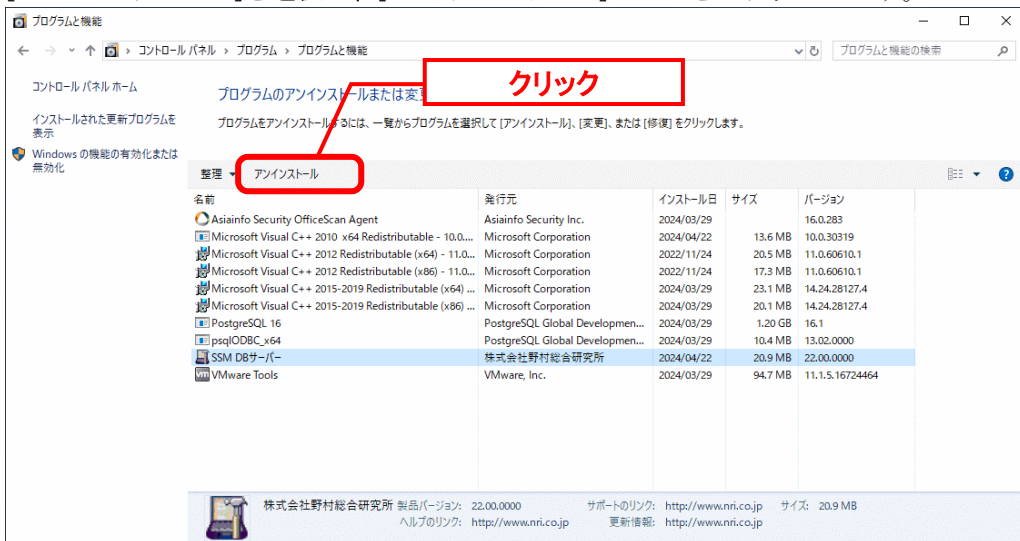 プログラムと機能
コントロール パネル › プログラム › プログラムと機能
プログラムと機能の検索
クリック
コントロール パネル ホーム
インストールされた更新プログラムを
表示
Windows の機能の有効化または
無効化
プログラムのアンインストールまたは変更
プログラムをアンインストールするには、一覧からプログラムを選択して [アンインストール]、[変更]、または [修復] をクリックします。
整理 アンインストール
名前 発行元 インストール日 サイズ バージョン
Asiainfo Security OfficeScan Agent Asiainfo Security Inc. 2024/03/29 16.0.283
Microsoft Visual C++ 2010 x64 Redistributable - 10.0.... Microsoft Corporation 2024/04/22 13.6 MB 10.0.30319
Microsoft Visual C++ 2012 Redistributable (x64) - 11.0... Microsoft Corporation 2022/11/24 20.5 MB 11.0.60610.1
Microsoft Visual C++ 2012 Redistributable (x86) - 11.0... Microsoft Corporation 2022/11/24 17.3 MB 11.0.60610.1
Microsoft Visual C++ 2015-2019 Redistributable (x64) ... Microsoft Corporation 2024/03/29 23.1 MB 14.24.28127.4
Microsoft Visual C++ 2015-2019 Redistributable (x86) ... Microsoft Corporation 2024/03/29 20.1 MB 14.24.28127.4
PostgreSQL 16 PostgreSQL Global Developmen... 2024/03/29 1.20 GB 16.1
psqlODBC_x64 PostgreSQL Global Developmen... 2024/03/29 10.4 MB 13.02.0000
SSM DBサーバー 株式会社野村総合研究所 2024/04/22 20.9 MB 22.00.0000
VMware Tools VMware, Inc. 2024/03/29 94.7 MB 11.1.5.16724464
株式会社野村総合研究所 製品バージョン: 22.00.0000 サポートのリンク: http://www.nri.co.jp サイズ: 20.9 MB
ヘルプのリンク: http://www.nri.co.jp 更新情報: http://www.nri.co.jp